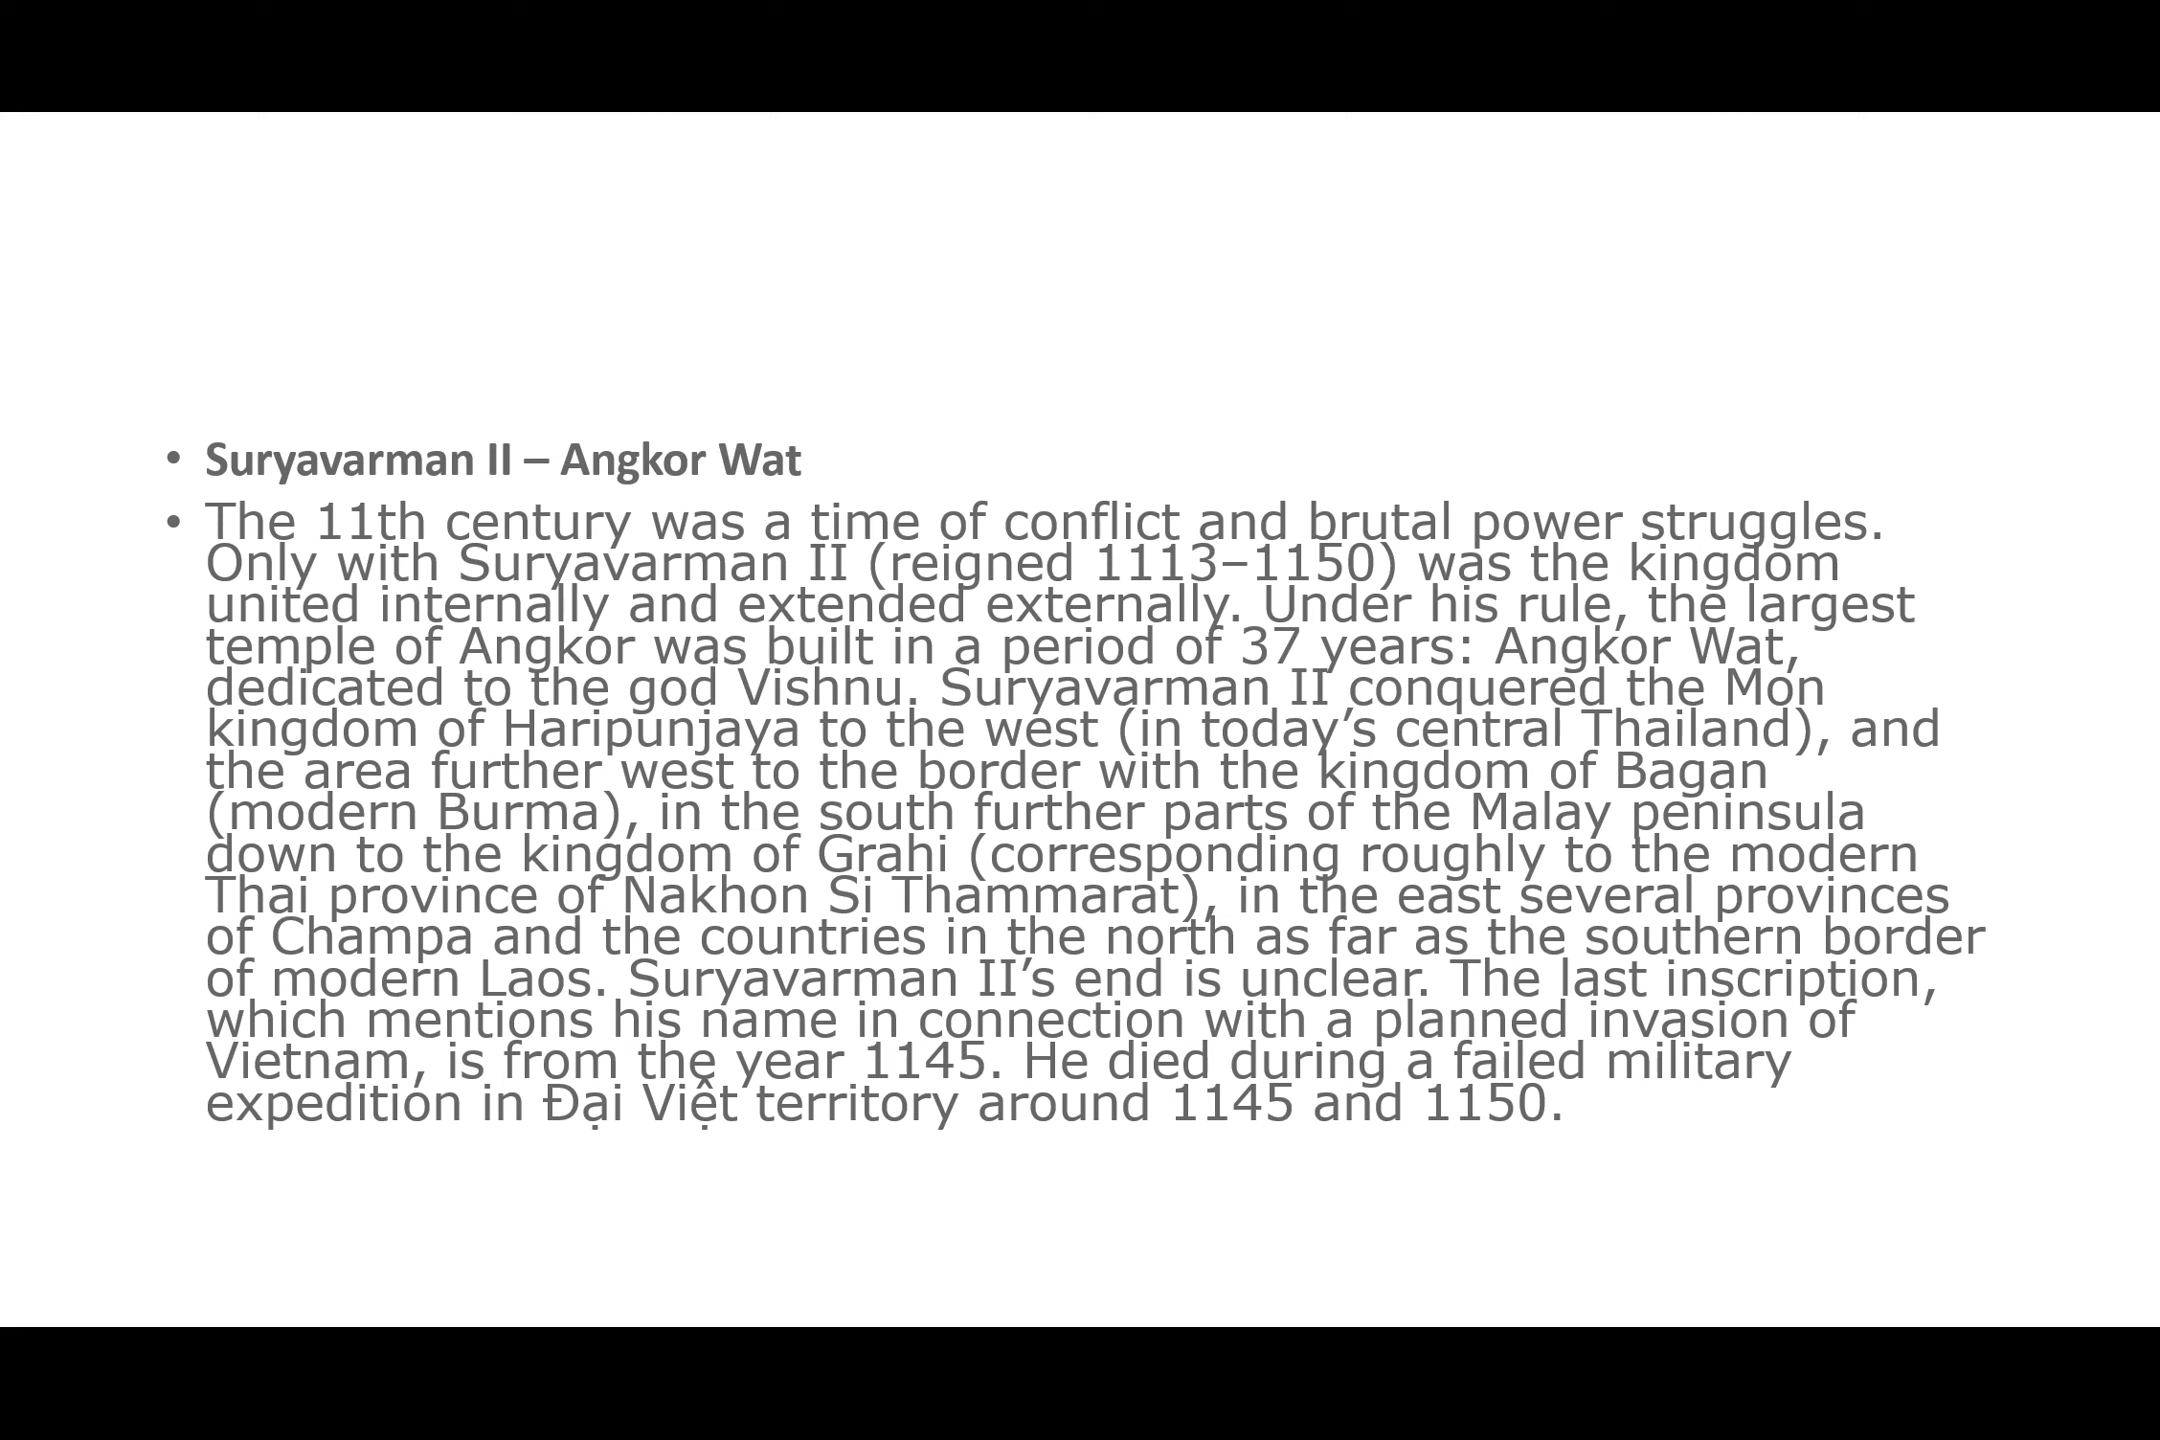 • Suryavarman II – Angkor Wat
• The 11th century was a time of conflict and brutal power struggles.
Only with Suryavarman II (reigned 1113–1150) was the kingdom
united internally and extended externally. Under his rule, the largest
temple of Angkor was built in a period of 37 years: Angkor Wat,
dedicated to the god Vishnu. Suryavarman II conquered the Mon
kingdom of Haripunjaya to the west (in today’s central Thailand), and
the area further west to the border with the kingdom of Bagan
(modern Burma), in the south further parts of the Malay peninsula
down to the kingdom of Grahi (corresponding roughly to the modern
Thai province of Nakhon Si Thammarat), in the east several provinces
of Champa and the countries in the north as far as the southern border
of modern Laos. Suryavarman II’s end is unclear. The last inscription,
which mentions his name in connection with a planned invasion of
Vietnam, is from the year 1145. He died during a failed military
expedition in Đại Việt territory around 1145 and 1150.